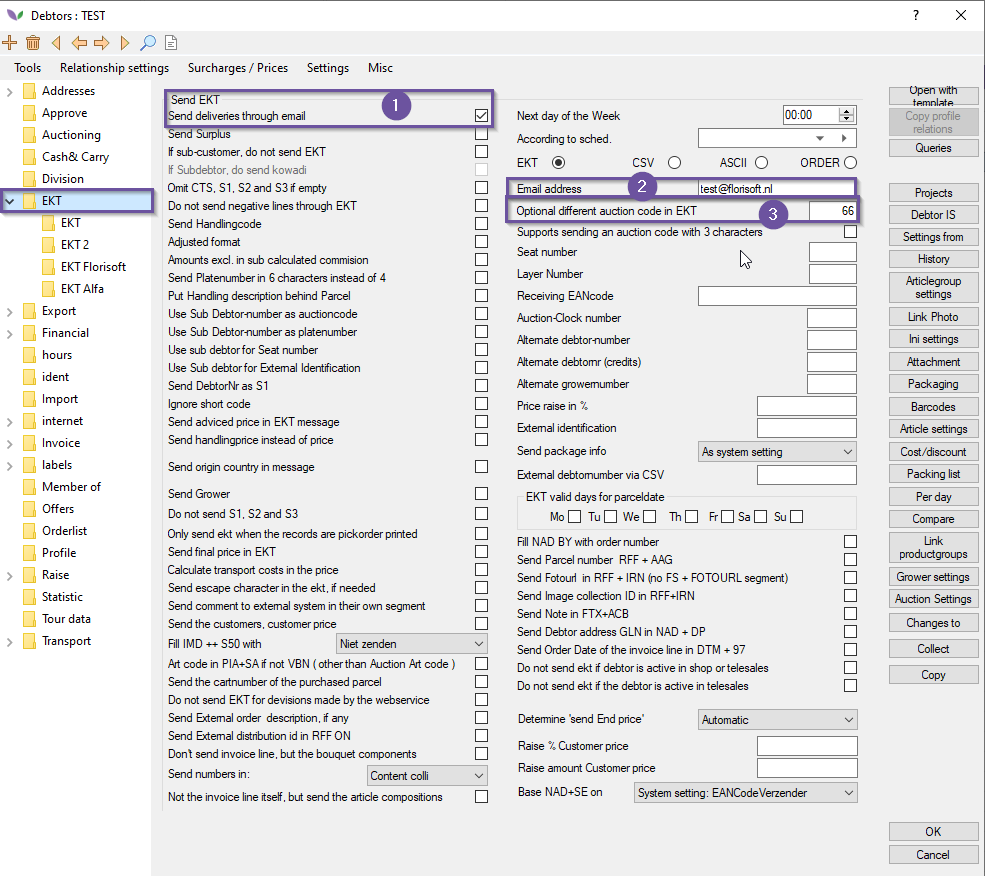 Debtors : TEST
?
Tools Relationship settings Surcharges / Prices Settings Misc
Addresses
Approve
Auctioning
Cash& Carry
Division
EKT
EKT
EKT 2
EKT Florisoft
EKT Alfa
Export
Financial
hours
ident
Import
internet
Invoice
labels
Member of
Offers
Orderlist
Profile
Raise
Statistic
Tour data
Transport
Send EKT
1
Send deliveries through email
Send Surplus
If sub-customer, do not send EKT
If Subdebtor, do send kowadi
Omit CTS, S1, S2 and S3 if empty
Do not send negative lines through EKT
Send Handlingcode
Adjusted format
Amounts excl. in sub calculated commision
Send Platenumber in 6 characters instead of 4
Put Handling description behind Parcel
Use Sub Debtor-number as auctioncode
Use Sub Debtor-number as platenumber
Use sub debtor for Seat number
Use Sub debtor for External Identification
Send DebtorNr as S1
Ignore short code
Send adviced price in EKT message
Send handlingprice instead of price
Send origin country in message
Send Grower
Do not send S1, S2 and S3
Only send ekt when the records are pickorder printed
Send final price in EKT
Calculate transport costs in the price
Send escape character in the ekt, if needed
Send comment to external system in their own segment
Send the customers, customer price
Fill IMD ++ S50 with Niet zenden
Art code in PIA+SA if not VBN ( other than Auction Art code )
Send the cartnumber of the purchased parcel
Do not send EKT for devisions made by the webservice
Send External order description, if any
Send External distribution id in RFF ON
Don't send invoice line, but the bouquet components
Send numbers in: Content colli
Not the invoice line itself, but send the article compositions
Next day of the Week 00:00
According to sched.
EKT CSV ASCII ORDER
Email address 2 test@florisoft.nl
Optional different auction code in EKT 3 66
Supports sending an auction code with 3 characters
Seat number
Layer Number
Receiving EANcode
Auction-Clock number
Alternate debtor-number
Alternate debtornr (credits)
Alternate growernumber
Price raise in %
External identification
Send package info As system setting
External debtornumber via CSV
EKT valid days for parceldate
Mo Tu We Th Fr Sa Su
Fill NAD BY with order number
Send Parcel number RFF + AAG
Send Fotourl in RFF + IRN (no FS + FOTOURL segment)
Send Image collection ID in RFF+IRN
Send Note in FTX+ACB
Send Debtor address GLN in NAD + DP
Send Order Date of the invoice line in DTM + 97
Do not send ekt if debtor is active in shop or telesales
Do not send ekt if the debtor is active in telesales
Determine 'send End price' Automatic
Raise % Customer price
Raise amount Customer price
Base NAD+SE on System setting: EANCodeVerzender
Open with
template
Copy profile
relations
Queries
Projects
Debtor IS
Settings from
History
Articlegroup
settings
Link Photo
Ini settings
Attachment
Packaging
Barcodes
Article settings
Cost/discount
Packing list
Per day
Compare
Link
productgroups
Grower settings
Auction Settings
Changes to
Collect
Copy
OK
Cancel